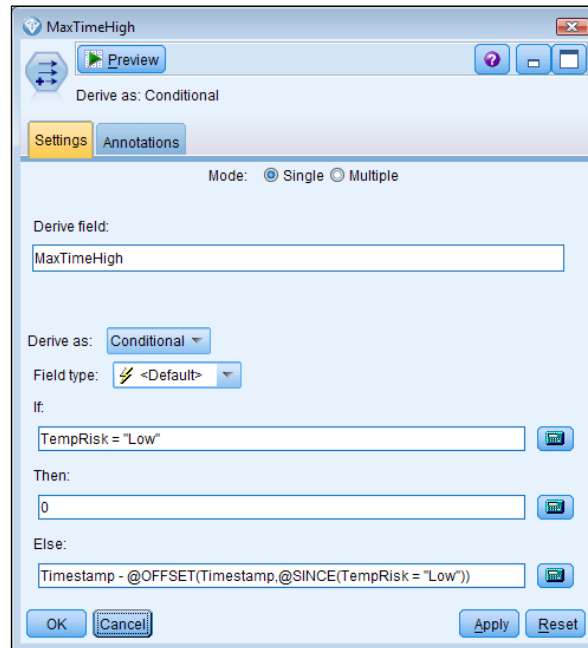 MaxTimeHigh
Preview
Derive as: Conditional
Settings Annotations
Mode: Single Multiple
Derive field:
MaxTimeHigh
Derive as: Conditional
Field type: <Default>
If:
TempRisk = "Low"
Then:
0
Else:
Timestamp - @OFFSET(Timestamp,@SINCE(TempRisk = "Low"))
OK Cancel Apply Reset